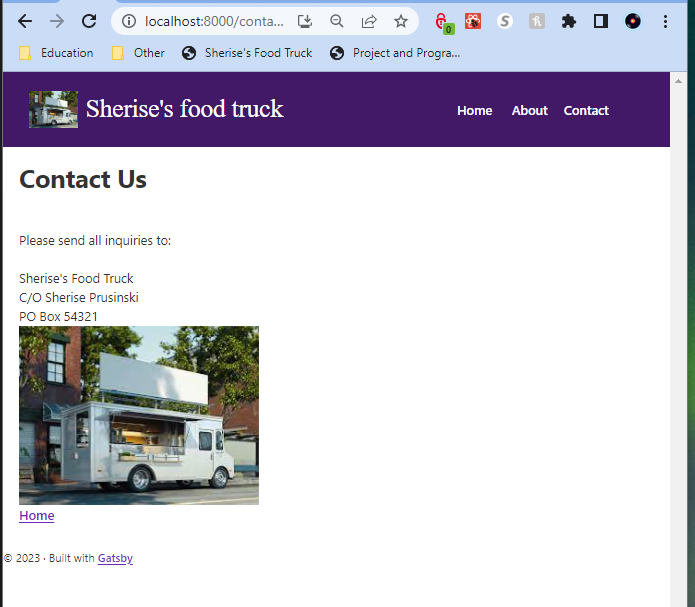 localhost:8000/conta...
0
S
Education
Other
Sherise's Food Truck
Project and Progra...
Sherise's food truck
Home
About
Contact
Contact Us
Please send all inquiries to:
Sherise's Food Truck
C/O Sherise Prusinski
PO Box 54321
Home
© 2023 · Built with Gatsby